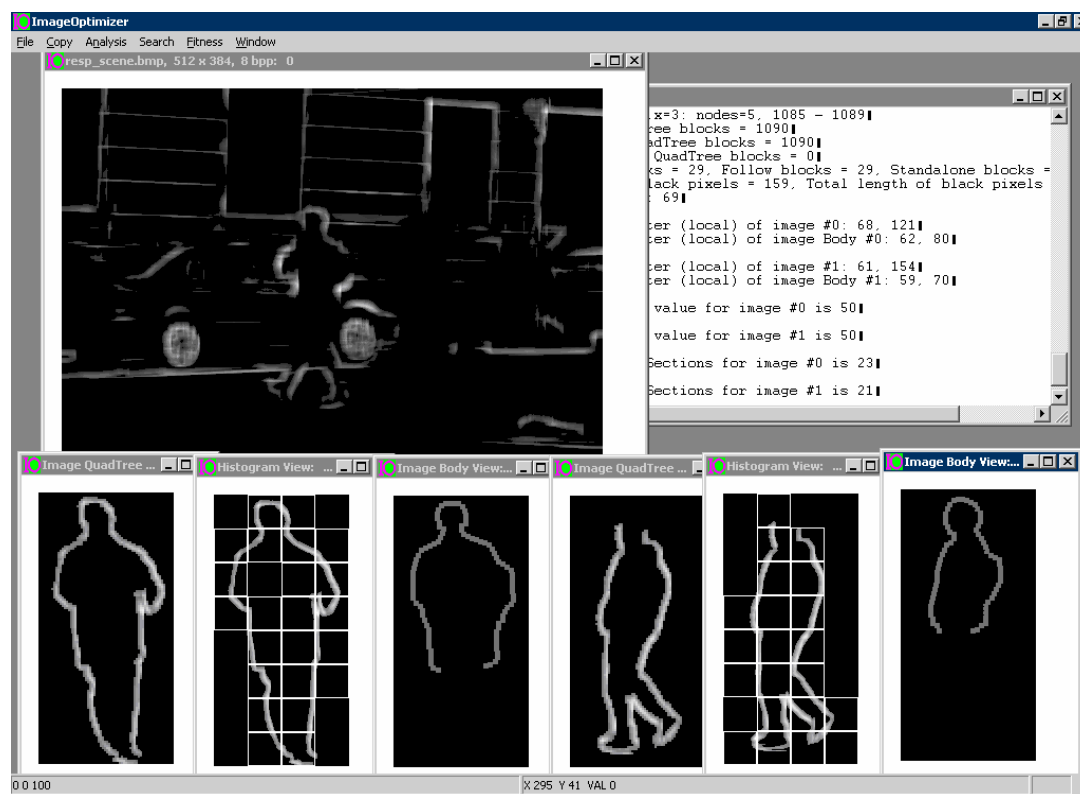 ImageOptimizer
File Copy Analysis Search Fitness Window
resp_scene.bmp, 512 x 384, 8 bpp: 0
x=3: nodes=5, 1085 - 1089
ree blocks = 1090
adTree blocks = 1090
QuadTree blocks = 0
ks = 29, Follow blocks = 29, Standalone blocks =
lack pixels = 159, Total length of black pixels
: 69
ter (local) of image #0: 68, 121
ter (local) of image Body #0: 62, 80
ter (local) of image #1: 61, 154
ter (local) of image Body #1: 59, 70
value for image #0 is 50
value for image #1 is 50
Sections for image #0 is 23
Sections for image #1 is 21
Image QuadTree ...
Histogram View: ...
Image Body View:...
Image QuadTree ...
Histogram View: ...
Image Body View:...
0 0 100
X 295 Y 41 VAL 0